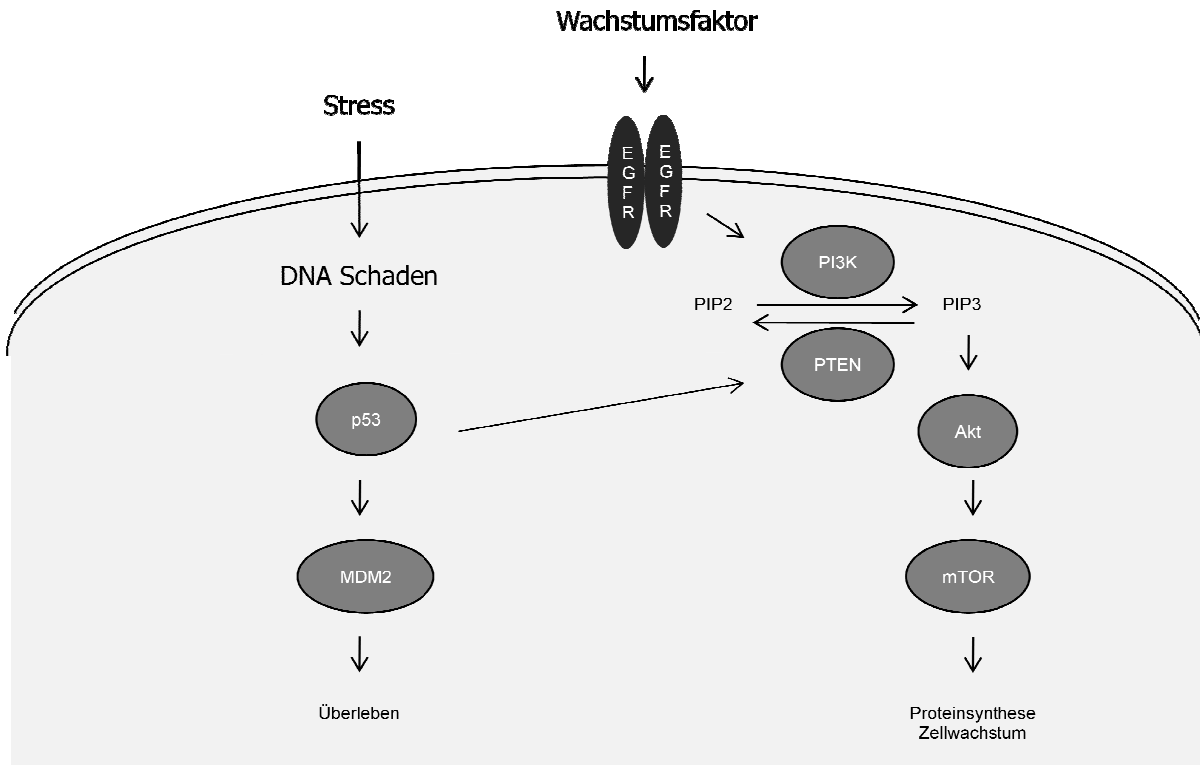 Wachstumsfaktor
Stress
EGFR
EGFR
DNA Schaden
PI3K
PIP2
PIP3
PTEN
p53
Akt
MDM2
mTOR
Überleben
Proteinsynthese
Zellwachstum